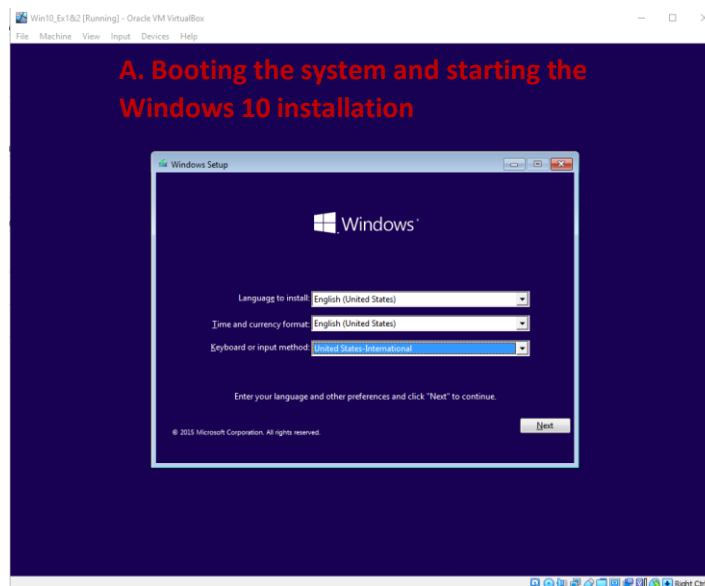 Win10_Ex1&2 [Running] - Oracle VM VirtualBox
File Machine View Input Devices Help
A. Booting the system and starting the
Windows 10 installation
Windows Setup
Windows
Language to install: English (United States)
Time and currency format: English (United States)
Keyboard or input method: United States-International
Enter your language and other preferences and click "Next" to continue.
© 2015 Microsoft Corporation. All rights reserved.
Next
Right Ctrl